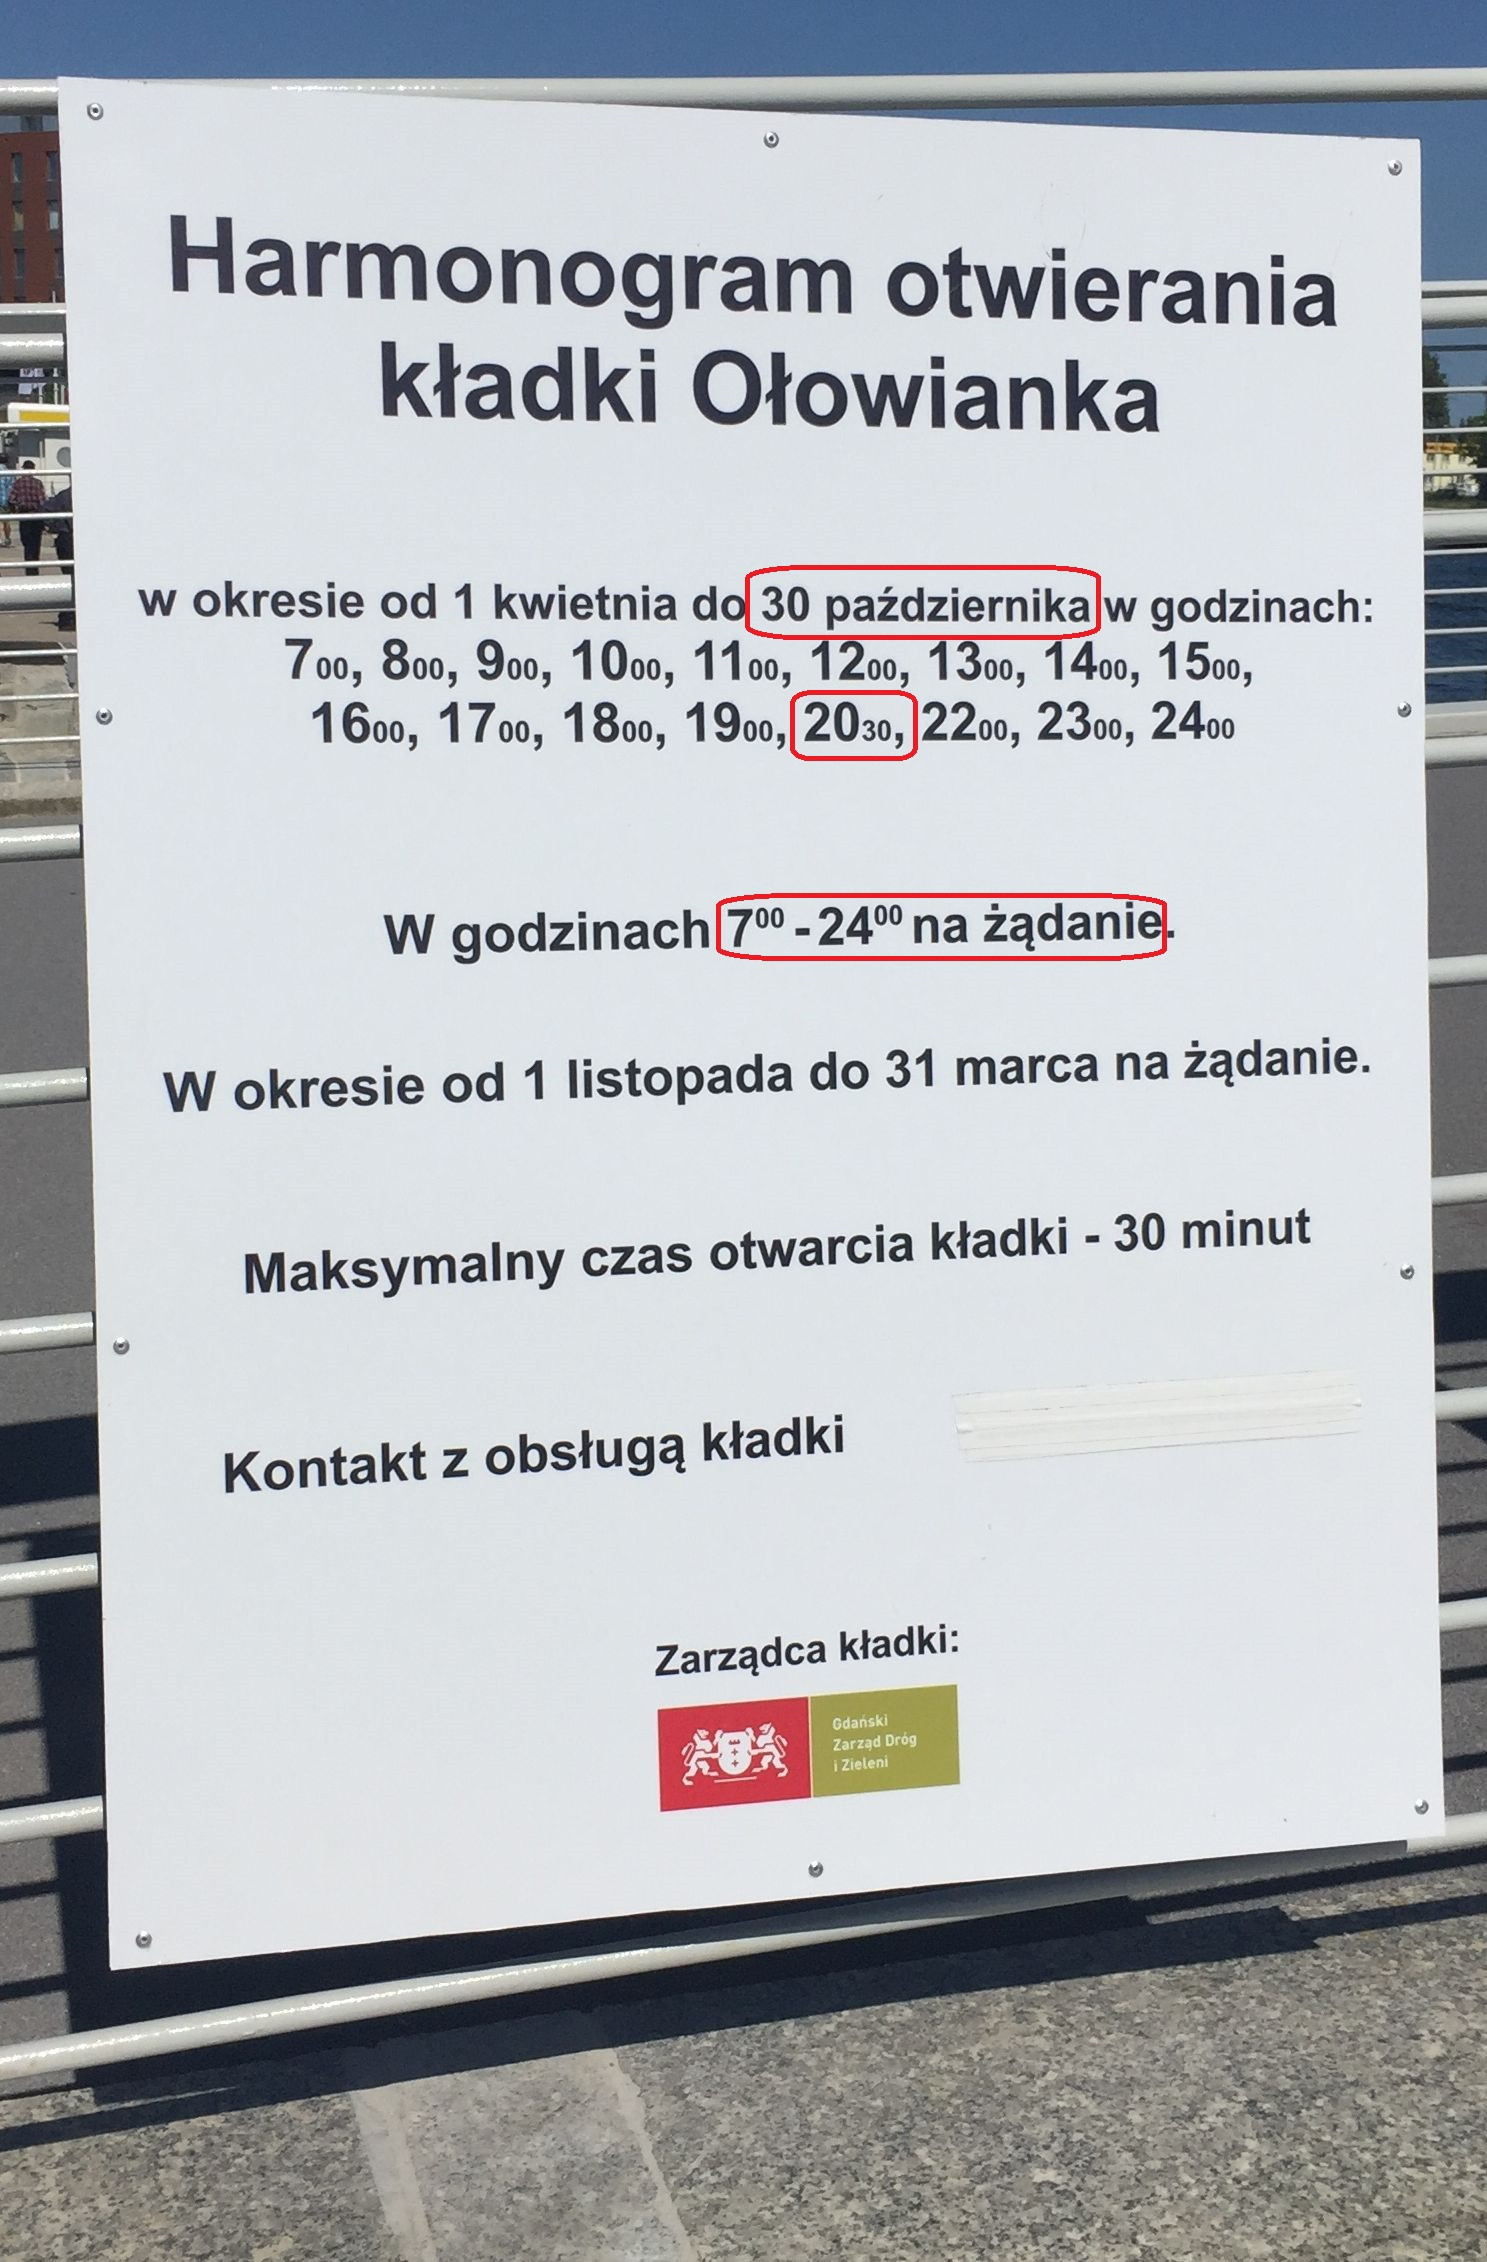 Harmonogram otwierania
kładki Ołowianka
w okresie od 1 kwietnia do 30 października w godzinach:
7₀₀, 8₀₀, 9₀₀, 10₀₀, 11₀₀, 12₀₀, 13₀₀, 14₀₀, 15₀₀,
16₀₀, 17₀₀, 18₀₀, 19₀₀, 20₃₀, 22₀₀, 23₀₀, 24₀₀
W godzinach 7⁰⁰ - 24⁰⁰ na żądanie.
W okresie od 1 listopada do 31 marca na żądanie.
Maksymalny czas otwarcia kładki - 30 minut
Kontakt z obsługą kładki
Zarządca kładki:
Gdański
Zarząd Dróg
i Zieleni